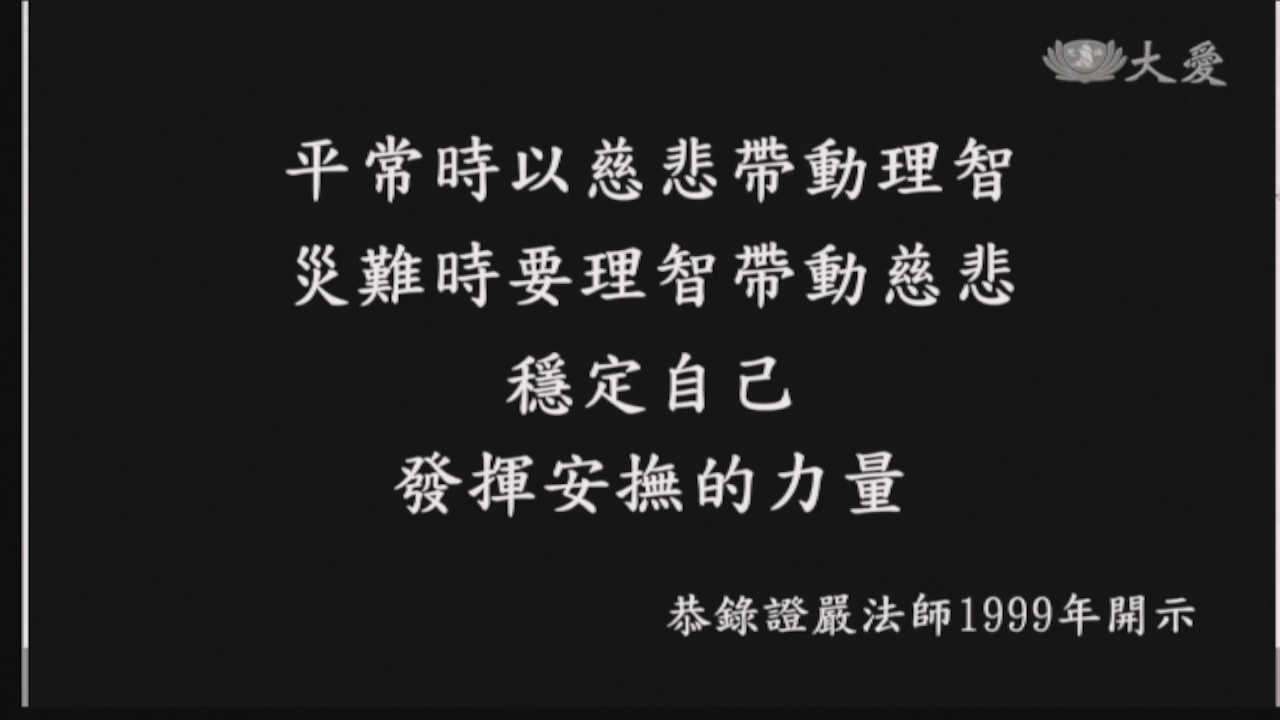 大愛
平常時以慈悲帶動理智
災難時要理智帶動慈悲
穩定自己
發揮安撫的力量
恭錄證嚴法師1999年開示